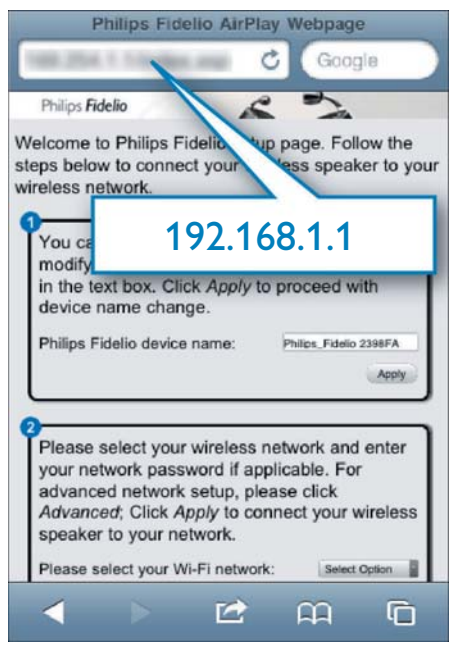 Philips Fidelio AirPlay Webpage
Google
Philips Fidelio
Welcome to Philips Fidelio up page. Follow the
steps below to connect your ess speaker to your
wireless network.
192.168.1.1
1
You
modify
in the text box. Click Apply to proceed with
device name change.
Philips Fidelio device name:
Philips_Fidelio 2398FA
Apply
2
Please select your wireless network and enter
your network password if applicable. For
advanced network setup, please click
Advanced; Click Apply to connect your wireless
speaker to your network.
Please select your Wi-Fi network:
Select Option